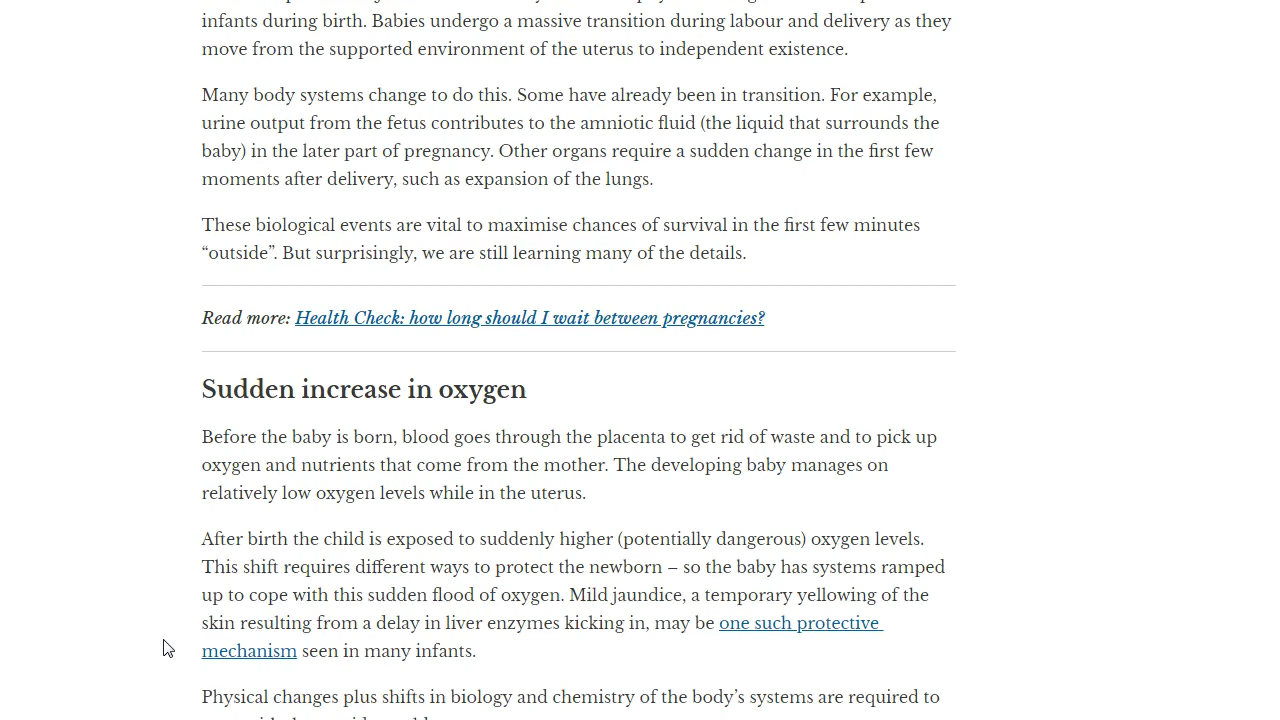 infants during birth. Babies undergo a massive transition during labour and delivery as they
move from the supported environment of the uterus to independent existence.
Many body systems change to do this. Some have already been in transition. For example,
urine output from the fetus contributes to the amniotic fluid (the liquid that surrounds the
baby) in the later part of pregnancy. Other organs require a sudden change in the first few
moments after delivery, such as expansion of the lungs.
These biological events are vital to maximise chances of survival in the first few minutes
“outside”. But surprisingly, we are still learning many of the details.
Read more: Health Check: how long should I wait between pregnancies?
Sudden increase in oxygen
Before the baby is born, blood goes through the placenta to get rid of waste and to pick up
oxygen and nutrients that come from the mother. The developing baby manages on
relatively low oxygen levels while in the uterus.
After birth the child is exposed to suddenly higher (potentially dangerous) oxygen levels.
This shift requires different ways to protect the newborn – so the baby has systems ramped
up to cope with this sudden flood of oxygen. Mild jaundice, a temporary yellowing of the
skin resulting from a delay in liver enzymes kicking in, may be one such protective
mechanism seen in many infants.
Physical changes plus shifts in biology and chemistry of the body’s systems are required to